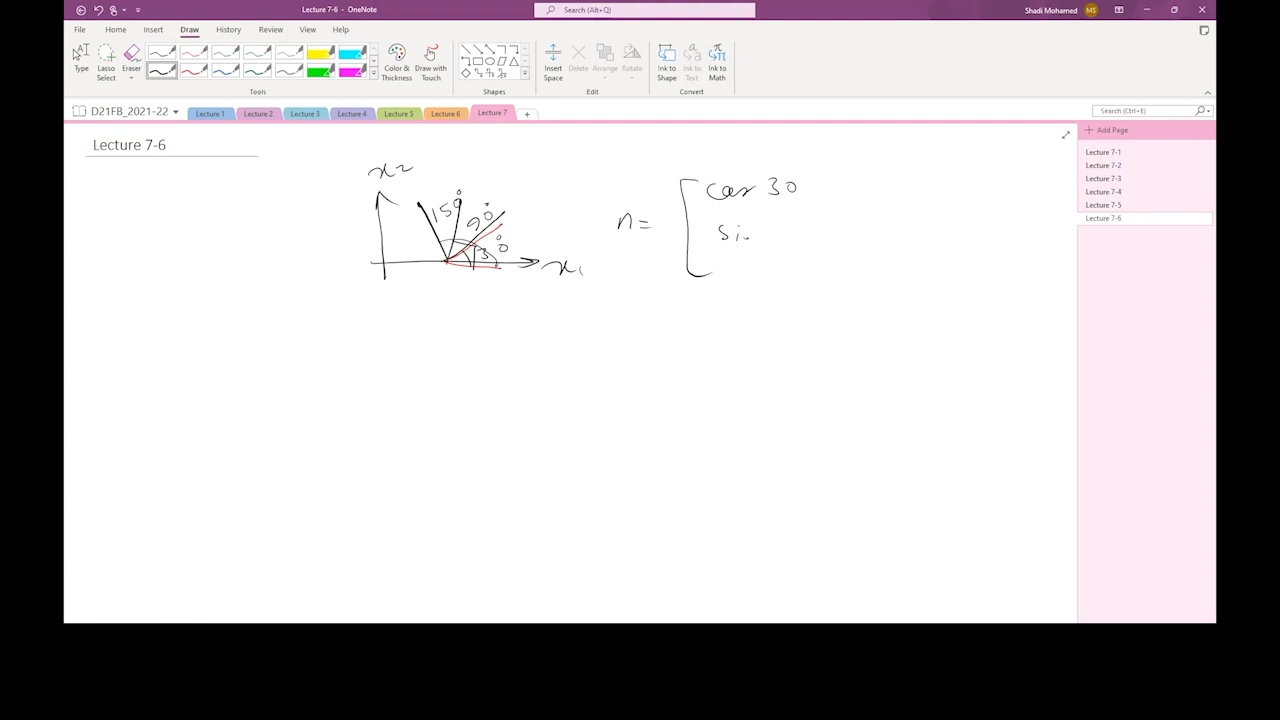 Lecture 7-6 - OneNote
Search (Alt+Q)
Shadi Mohamed
MS
File Home Insert Draw History Review View Help
Type
Lasso Select
Eraser
Color & Thickness
Draw with Touch
Insert Space
Delete
Arrange
Rotate
Ink to Shape
Ink to Text
Ink to Math
Tools
Shapes
Edit
Convert
D21FB_2021-22
Lecture 1
Lecture 2
Lecture 3
Lecture 4
Lecture 5
Lecture 6
Lecture 7
Search (Ctrl+E)
Add Page
Lecture 7-1
Lecture 7-2
Lecture 7-3
Lecture 7-4
Lecture 7-5
Lecture 7-6
Lecture 7-6
x2
150°
90°
30°
x1
n=
cos 30
si